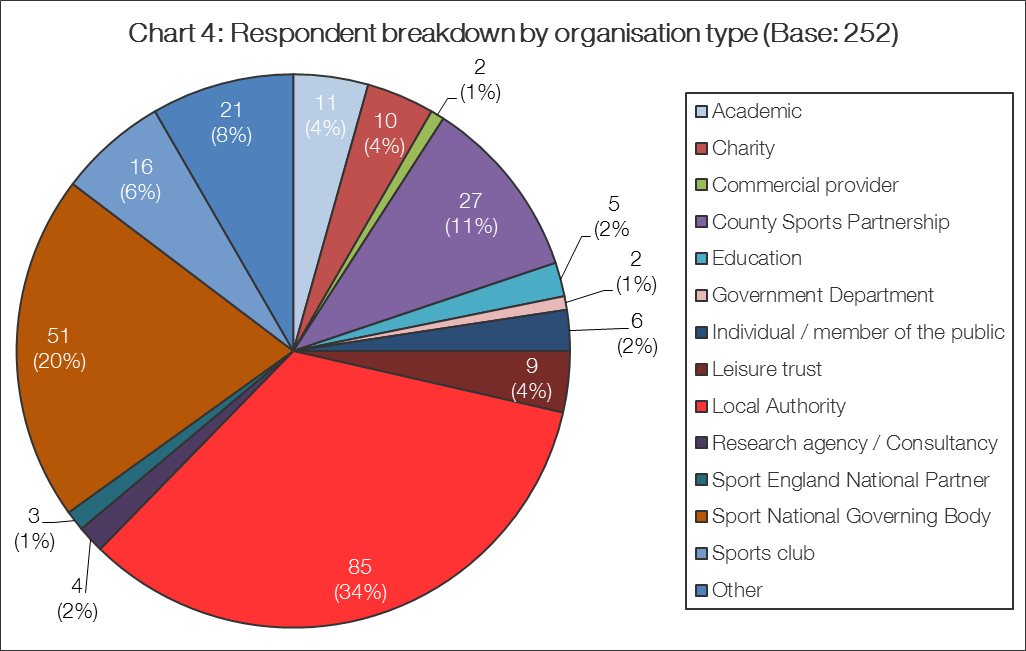 Chart 4: Respondent breakdown by organisation type (Base: 252)
11
(4%)
10
(4%)
2
(1%)
27
(11%)
5
(2%
2
(1%)
6
(2%)
9
(4%)
85
(34%)
4
(2%)
3
(1%)
51
(20%)
16
(6%)
21
(8%)
Academic
Charity
Commercial provider
County Sports Partnership
Education
Government Department
Individual / member of the public
Leisure trust
Local Authority
Research agency / Consultancy
Sport England National Partner
Sport National Governing Body
Sports club
Other